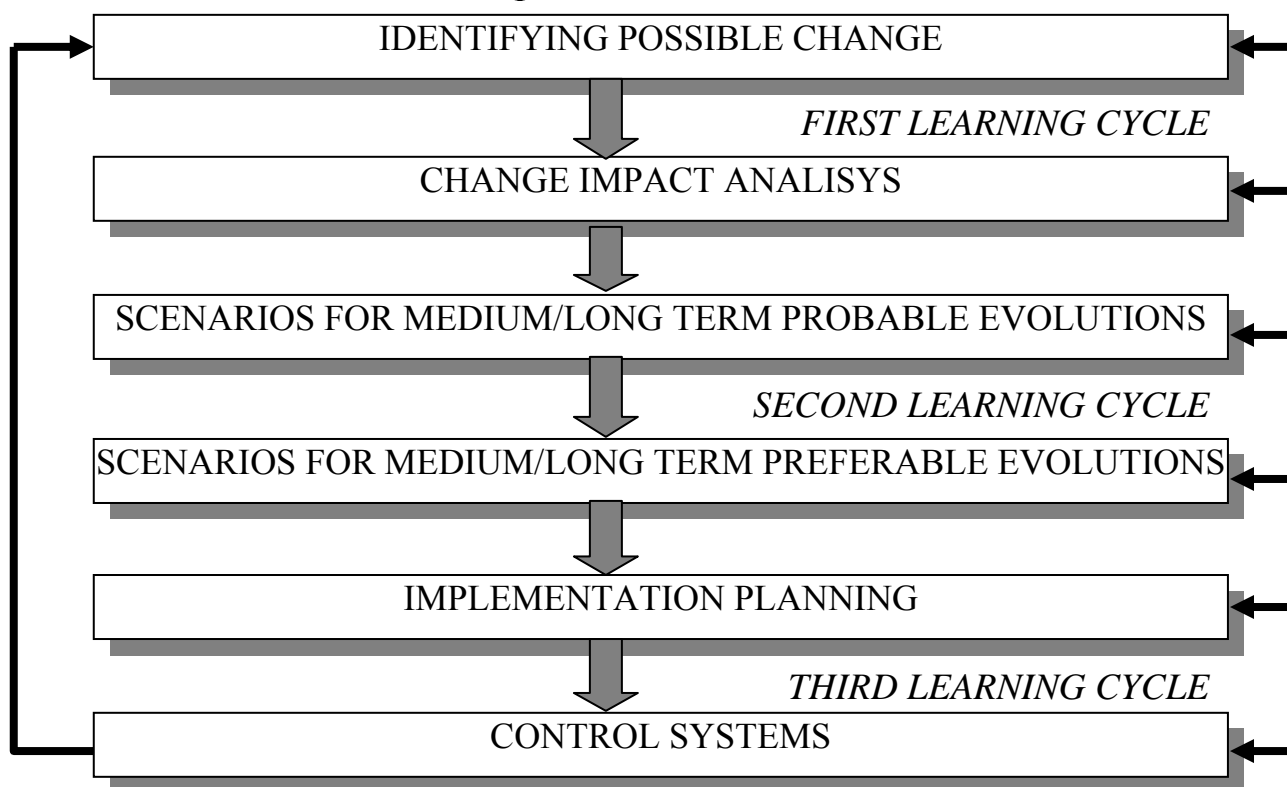 IDENTIFYING POSSIBLE CHANGE
FIRST LEARNING CYCLE
CHANGE IMPACT ANALISYS
SCENARIOS FOR MEDIUM/LONG TERM PROBABLE EVOLUTIONS
SECOND LEARNING CYCLE
SCENARIOS FOR MEDIUM/LONG TERM PREFERABLE EVOLUTIONS
IMPLEMENTATION PLANNING
THIRD LEARNING CYCLE
CONTROL SYSTEMS